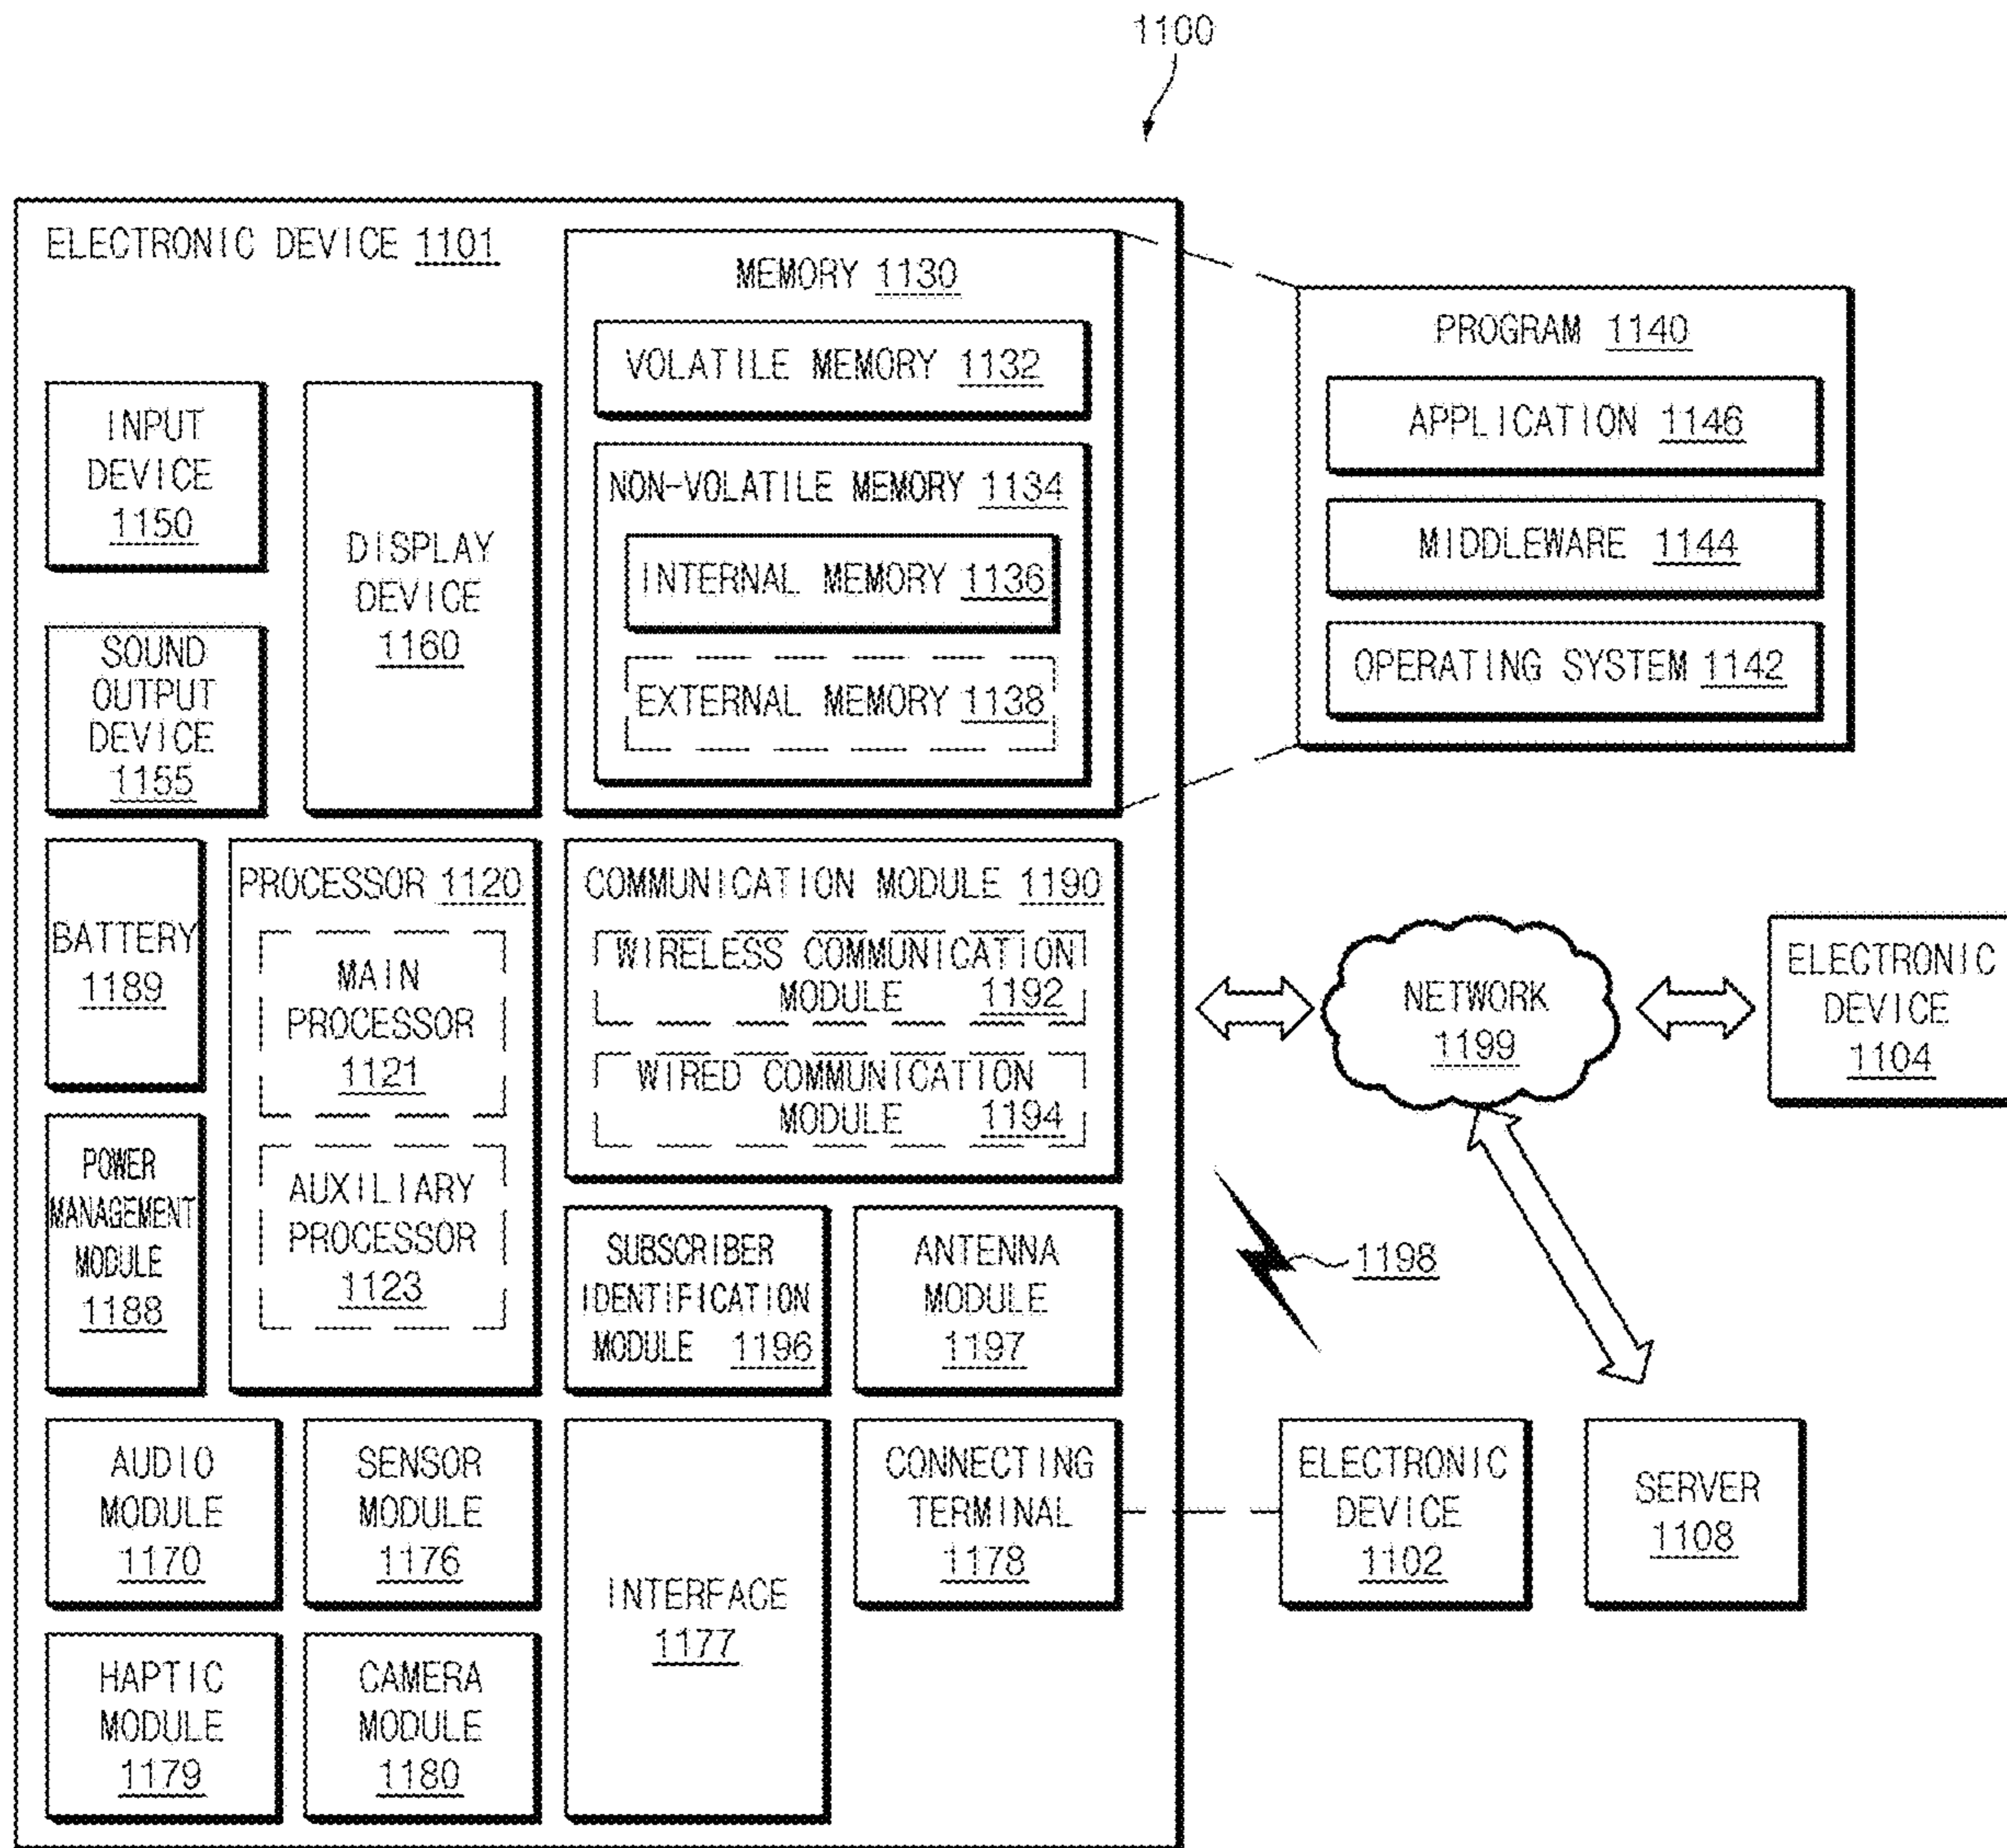 1100
ELECTRONIC DEVICE 1101
MEMORY 1130
VOLATILE MEMORY 1132
NON-VOLATILE MEMORY 1134
INTERNAL MEMORY 1136
EXTERNAL MEMORY 1138
PROGRAM 1140
APPLICATION 1146
MIDDLEWARE 1144
OPERATING SYSTEM 1142
INPUT
DEVICE
1150
DISPLAY
DEVICE
1160
SOUND
OUTPUT
DEVICE
1155
BATTERY
1189
PROCESSOR 1120
MAIN
PROCESSOR
1121
AUXILIARY
PROCESSOR
1123
COMMUNICATION MODULE 1190
WIRELESS COMMUNICATION
MODULE 1192
WIRED COMMUNICATION
MODULE 1194
NETWORK
1199
ELECTRONIC
DEVICE
1104
POWER
MANAGEMENT
MODULE
1188
SUBSCRIBER
IDENTIFICATION
MODULE 1196
ANTENNA
MODULE
1197
1198
AUDIO
MODULE
1170
SENSOR
MODULE
1176
INTERFACE
1177
CONNECTING
TERMINAL
1178
ELECTRONIC
DEVICE
1102
SERVER
1108
HAPTIC
MODULE
1179
CAMERA
MODULE
1180